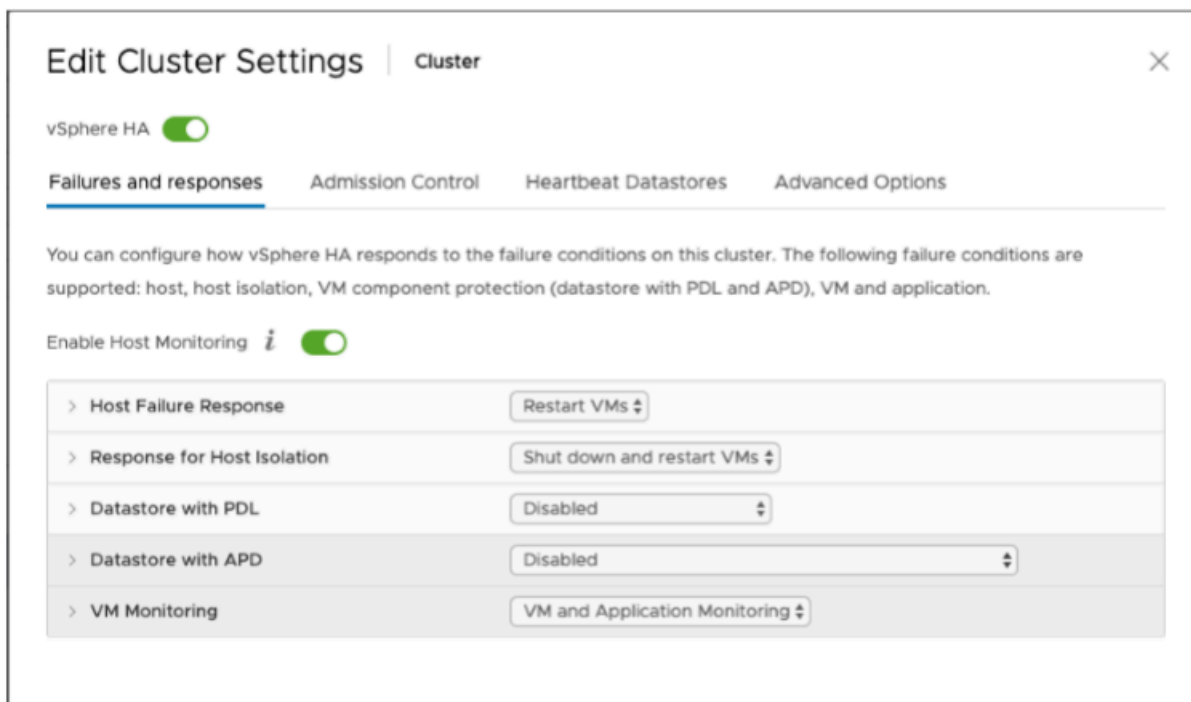 Edit Cluster Settings Cluster
vSphere HA
Failures and responses Admission Control Heartbeat Datastores Advanced Options
You can configure how vSphere HA responds to the failure conditions on this cluster. The following failure conditions are
supported: host, host isolation, VM component protection (datastore with PDL and APD), VM and application.
Enable Host Monitoring i
Host Failure Response Restart VMs
Response for Host Isolation Shut down and restart VMs
Datastore with PDL Disabled
Datastore with APD Disabled
VM Monitoring VM and Application Monitoring